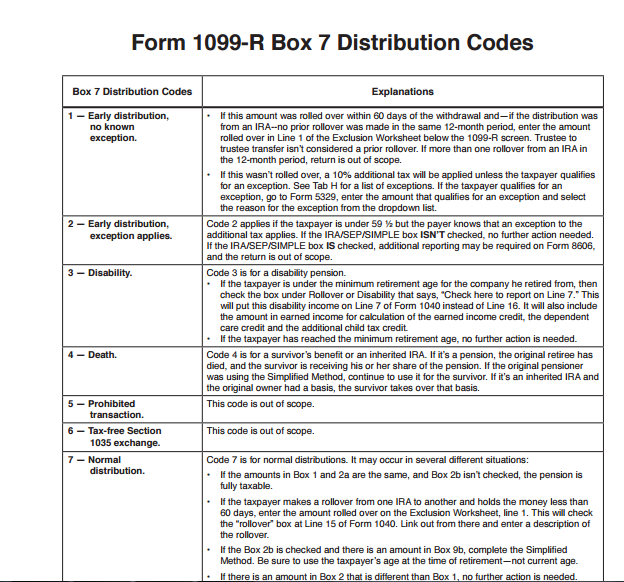 Form 1099-R Box 7 Distribution Codes
Box 7 Distribution Codes
Explanations
1 — Early distribution,
no known
exception.
• If this amount was rolled over within 60 days of the withdrawal and—if the distribution
was from an IRA–no prior rollover was made in the same 12-month period, enter the amount
rolled over in Line 1 of the Exclusion Worksheet below the 1099-R screen. Trustee to
trustee transfer isn't considered a prior rollover. If more than one rollover from an IRA in
the 12-month period, return is out of scope.
• If this wasn't rolled over, a 10% additional tax will be applied unless the taxpayer qualifies
for an exception. See Tab H for a list of exceptions. If the taxpayer qualifies for an
exception, go to Form 5329, enter the amount that qualifies for an exception and select
the reason for the exception from the dropdown list.
2 — Early distribution,
exception applies.
Code 2 applies if the taxpayer is under 59 ½ but the payer knows that an exception to the
additional tax applies. If the IRA/SEP/SIMPLE box ISN'T checked, no further action needed.
If the IRA/SEP/SIMPLE box IS checked, additional reporting may be required on Form 8606,
and the return is out of scope.
3 — Disability.
Code 3 is for a disability pension.
• If the taxpayer is under the minimum retirement age for the company he retired from, then
check the box under Rollover or Disability that says, "Check here to report on Line 7." This
will put this disability income on Line 7 of Form 1040 instead of Line 16. It will also include
the amount in earned income for calculation of the earned income credit, the dependent
care credit and the additional child tax credit.
• If the taxpayer has reached the minimum retirement age, no further action is needed.
4 — Death.
Code 4 is for a survivor's benefit or an inherited IRA. If it's a pension, the original retiree has
died, and the survivor is receiving his or her share of the pension. If the original pensioner
was using the Simplified Method, continue to use it for the survivor. If it's an inherited IRA and
the original owner had a basis, the survivor takes over that basis.
5 — Prohibited
transaction.
This code is out of scope.
6 — Tax-free Section
1035 exchange.
This code is out of scope.
7 — Normal
distribution.
Code 7 is for normal distributions. It may occur in several different situations:
• If the amounts in Box 1 and 2a are the same, and Box 2b isn't checked, the pension is
fully taxable.
• If the taxpayer makes a rollover from one IRA to another and holds the money less than
60 days, enter the amount rolled over on the Exclusion Worksheet, line 1. This will check
the "rollover" box at Line 15 of Form 1040. Link out from there and enter a description of
the rollover.
• If the Box 2b is checked and there is an amount in Box 9b, complete the Simplified
Method. Be sure to use the taxpayer's age at the time of retirement—not current age.
• If there is an amount in Box 2 that is different than Box 1, no further action is needed.